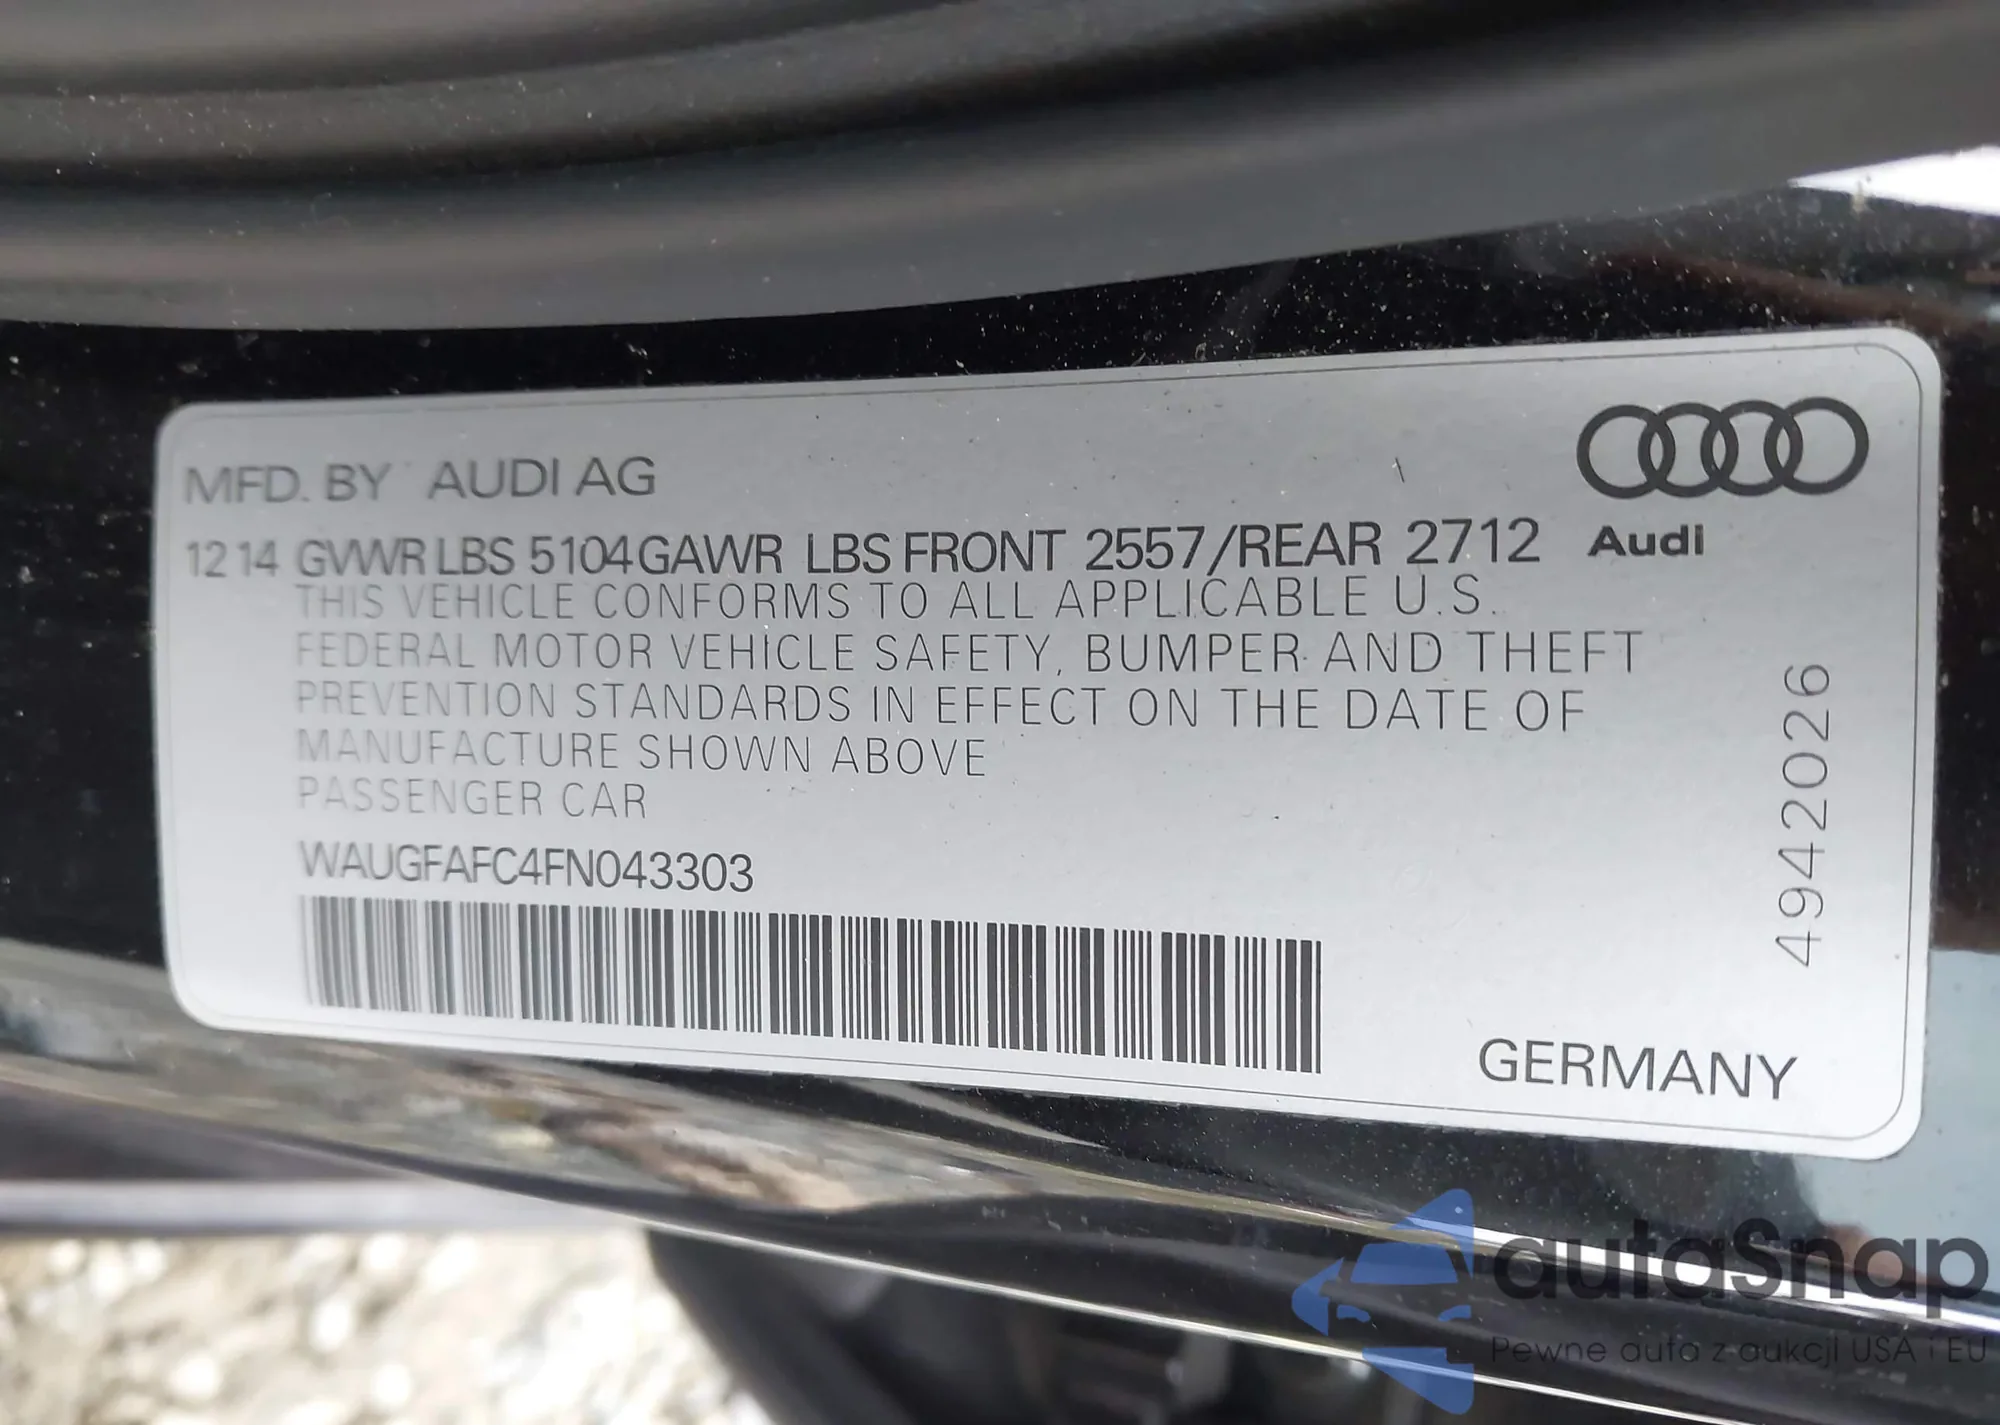 MFD. BY AUDI AG
12 14 GVWR LBS 5104 GAWR LBS FRONT 2557/REAR 2712 Audi
THIS VEHICLE CONFORMS TO ALL APPLICABLE U.S.
FEDERAL MOTOR VEHICLE SAFETY, BUMPER AND THEFT
PREVENTION STANDARDS IN EFFECT ON THE DATE OF
MANUFACTURE SHOWN ABOVE
PASSENGER CAR
WAUGFAFC4FN043303
4942026
GERMANY
autaSnap
Pewne auta z aukcji USA i EU